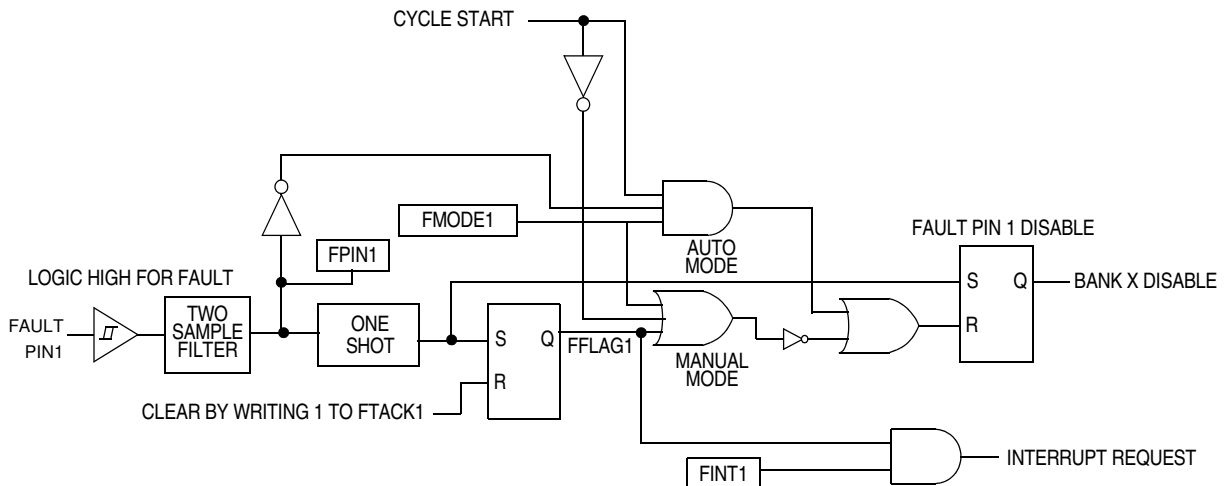 CYCLE START
FMODE1
AUTO
MODE
FAULT PIN 1 DISABLE
FPIN1
LOGIC HIGH FOR FAULT
S
Q
BANK X DISABLE
R
FAULT
PIN1
TWO
SAMPLE
FILTER
ONE
SHOT
S
Q
FFLAG1
R
MANUAL
MODE
CLEAR BY WRITING 1 TO FTACK1
INTERRUPT REQUEST
FINT1